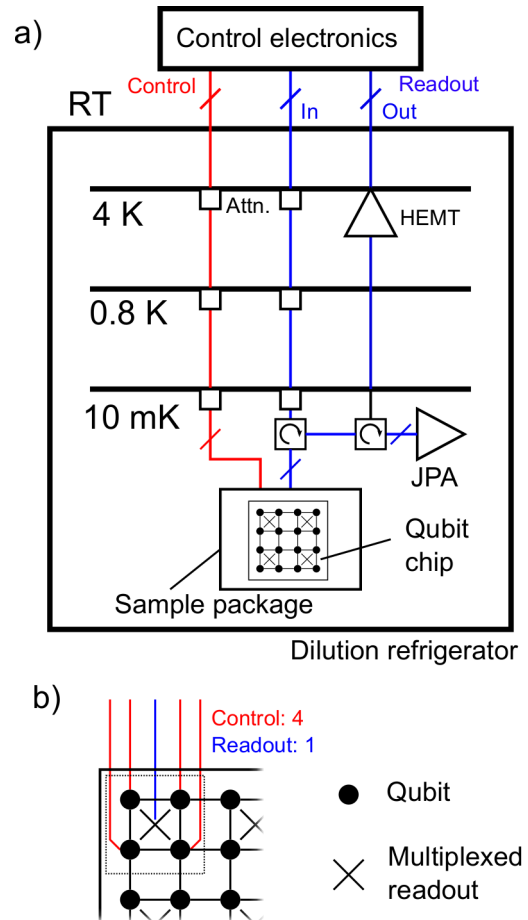 a)
Control electronics
Control
Readout
In
Out
RT
Attn.
HEMT
4 K
0.8 K
10 mK
JPA
Qubit
chip
Sample package
Dilution refrigerator
b)
Control: 4
Readout: 1
Qubit
Multiplexed
readout